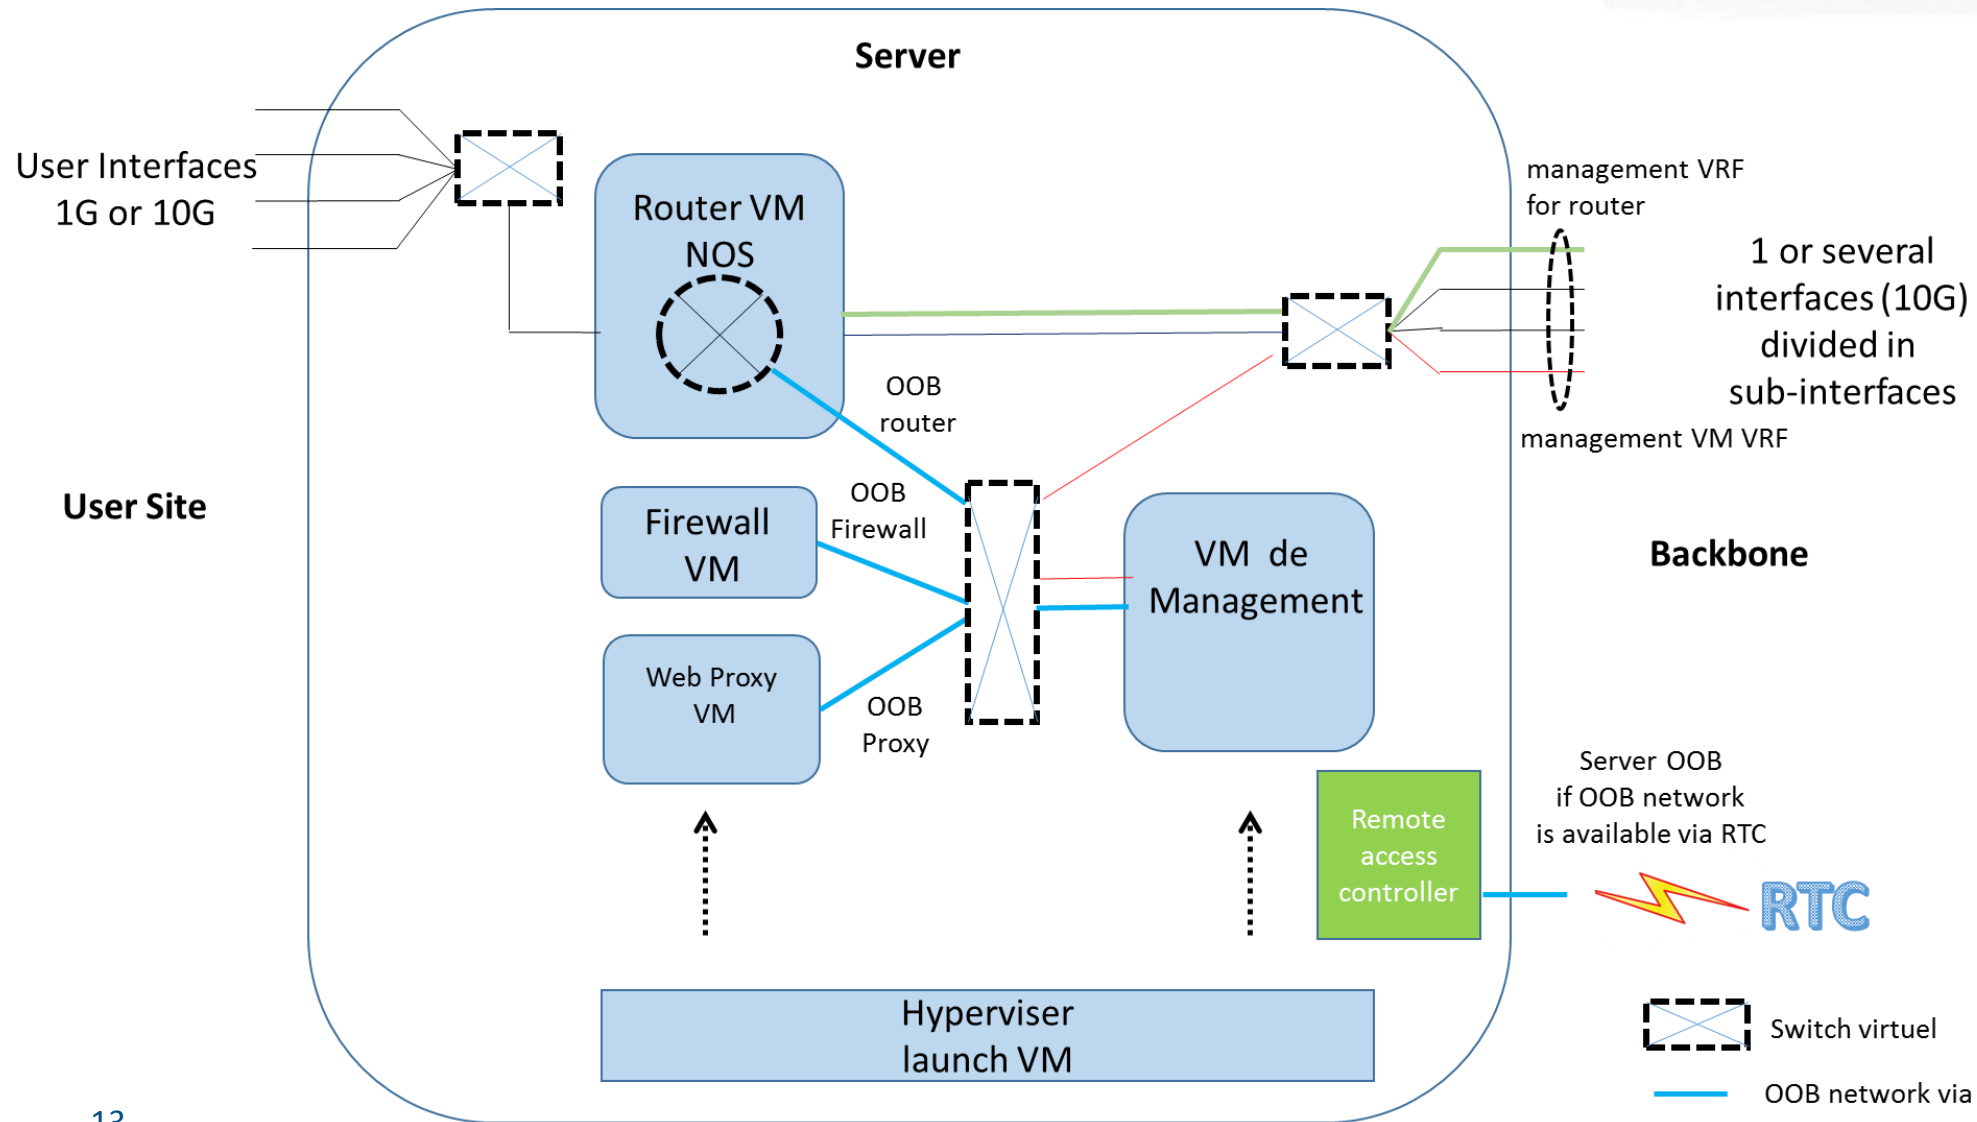 Server
User Interfaces
1G or 10G
Router VM
NOS
management VRF
for router
1 or several
interfaces (10G)
divided in
sub-interfaces
management VM VRF
OOB
router
User Site
Firewall
VM
OOB
Firewall
VM  de
Management
Backbone
Web Proxy
VM
OOB
Proxy
Server OOB
if OOB network
is available via RTC
Remote
access
controller
RTC
Hyperviser
launch VM
Switch virtuel
OOB network via
13